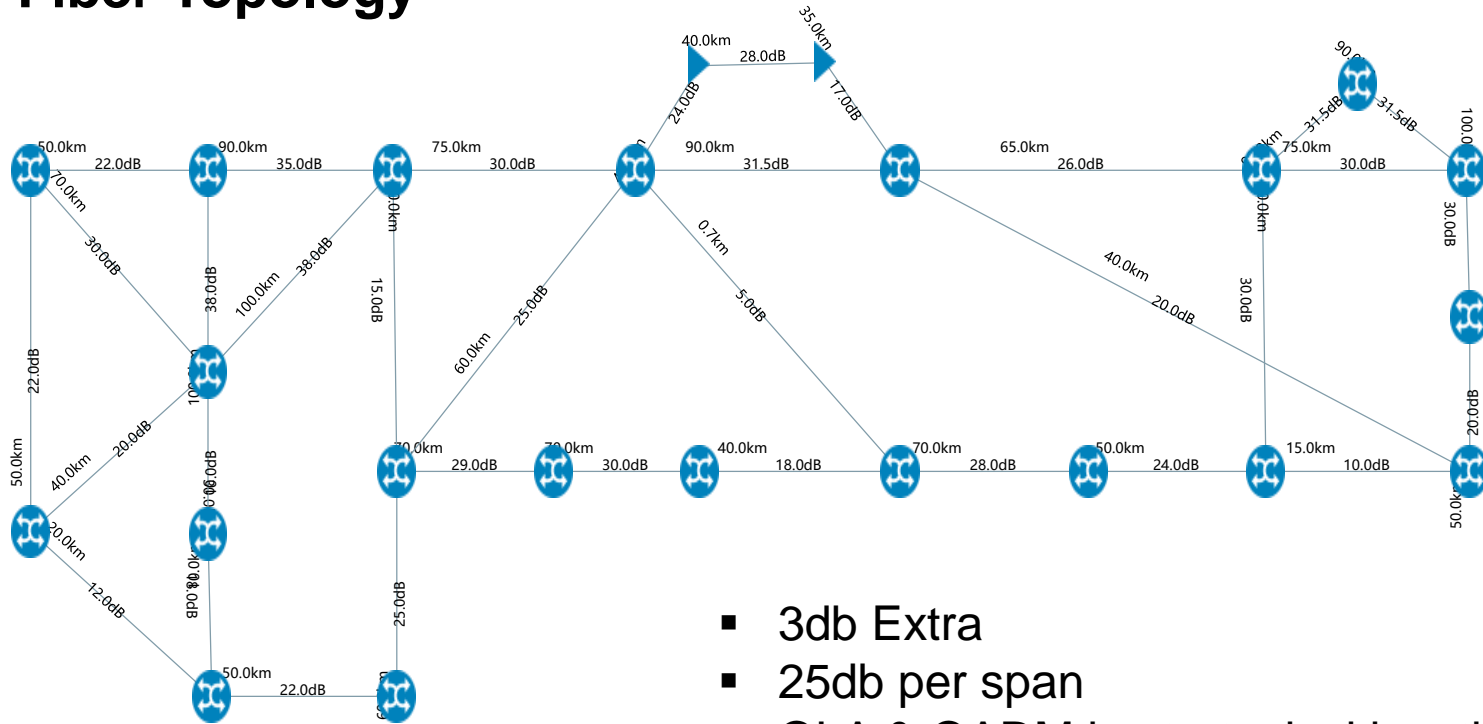 Fiber Topology
40.0km
28.0dB
35.0km
24.0dB
17.0dB
31.5dB
31.5dB
50.0km
22.0dB
90.0km
35.0dB
75.0km
30.0dB
90.0km
31.5dB
65.0km
26.0dB
75.0km
30.0dB
30.0dB
70.0km
30.0dB
38.0dB
100.0km
38.0dB
15.0dB
60.0km
25.0dB
0.7km
5.0dB
40.0km
20.0dB
30.0dB
22.0dB
50.0km
40.0km
20.0dB
20.0dB
70.0km
29.0dB
70.0km
30.0dB
40.0km
18.0dB
70.0km
28.0dB
50.0km
24.0dB
15.0km
10.0dB
20.0km
12.0dB
25.0dB
50.0km
22.0dB
▪ 3db Extra
▪ 25db per span